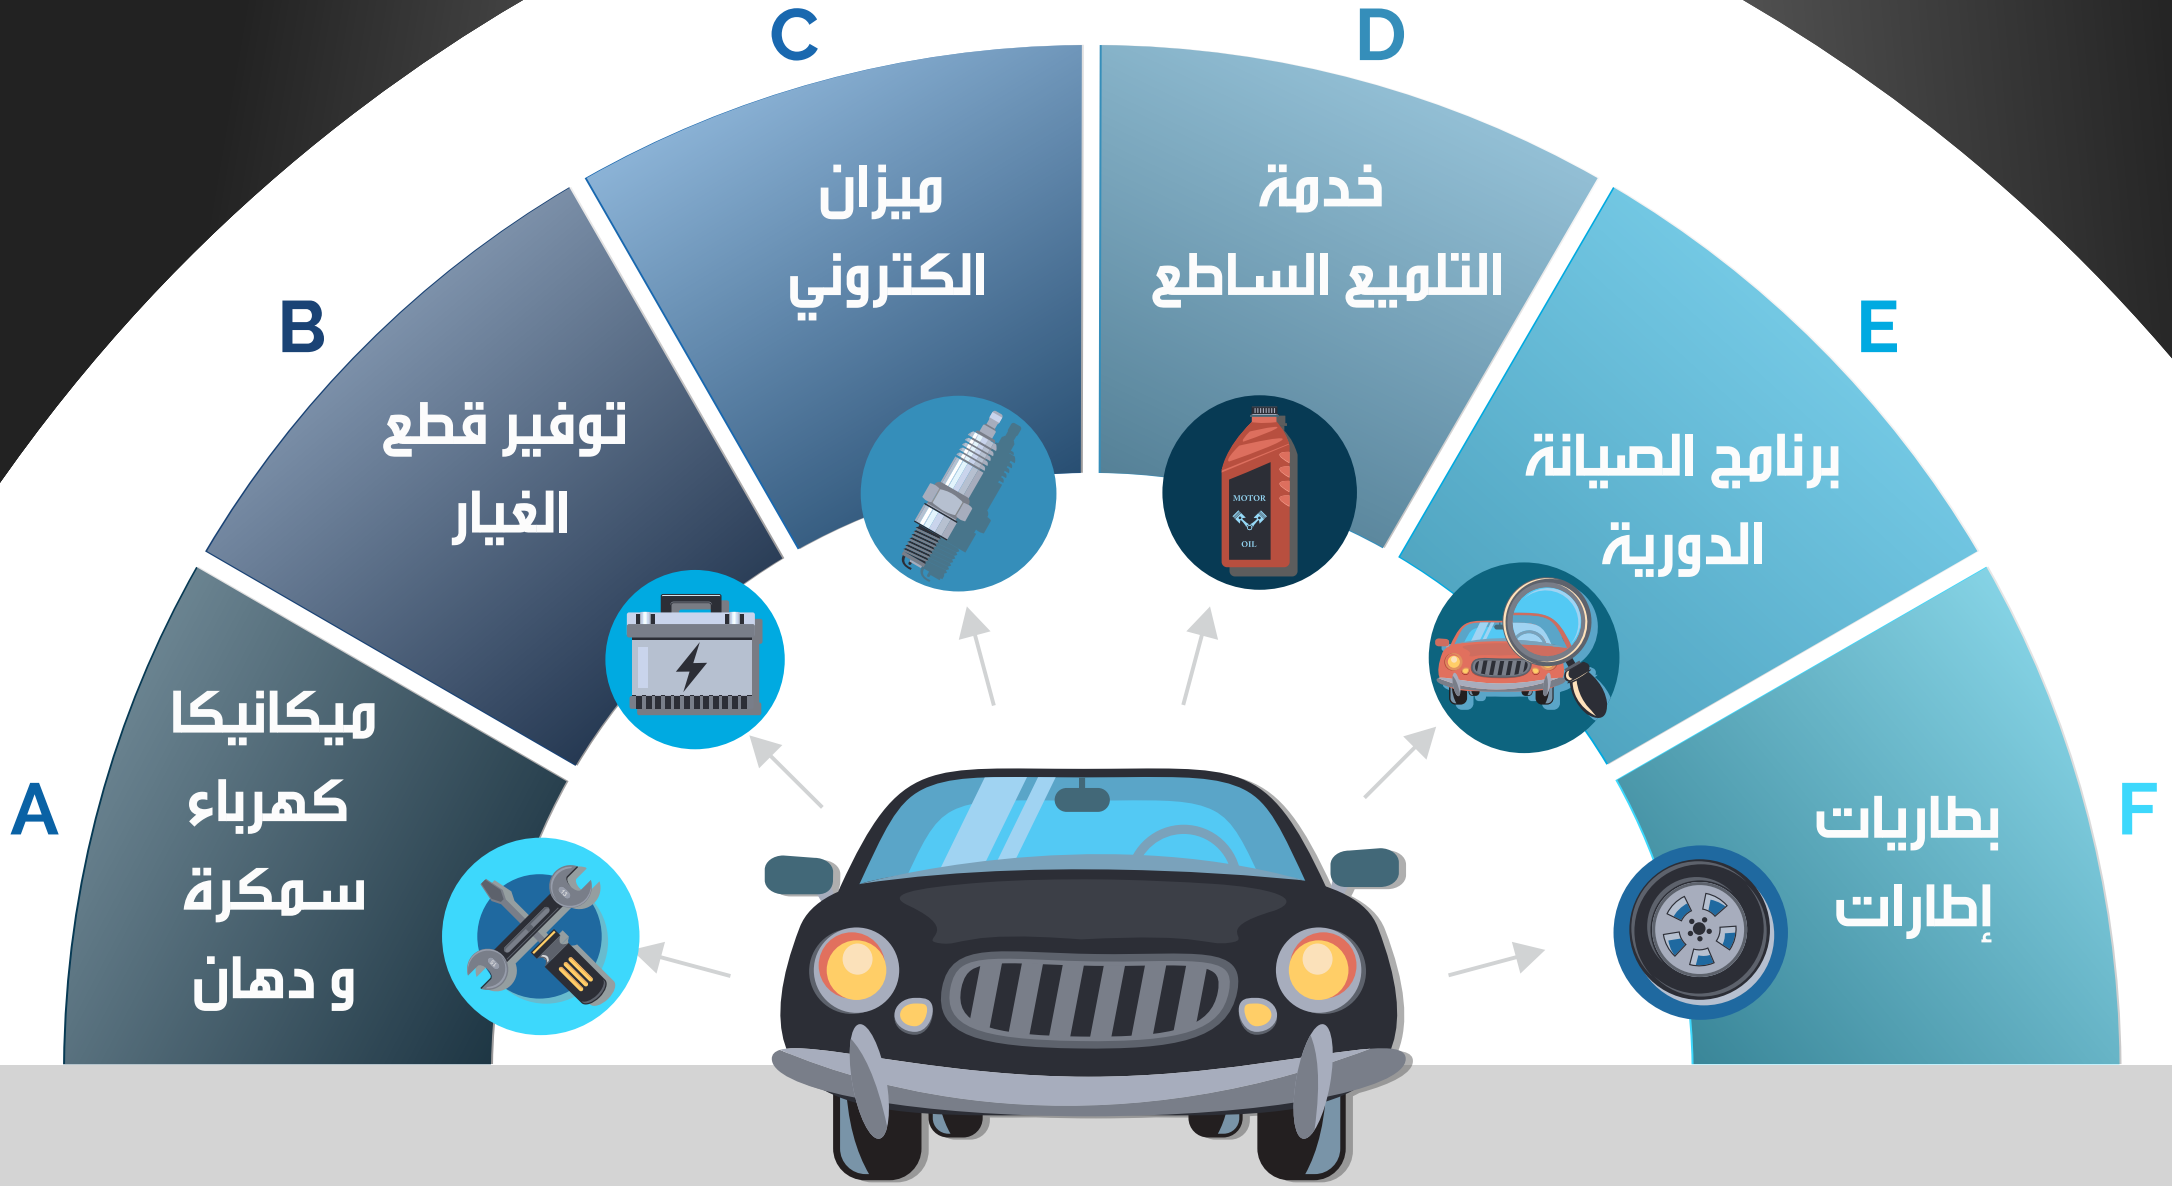 A
ميكانيكا
كهرباء
سمكرة
و دهان
B
توفير قطع
الغيار
C
ميزان
الكتروني
D
خدمة
التلميع الساطع
MOTOR
OIL
E
برنامج الصيانة
الدورية
F
بطاريات
إطارات